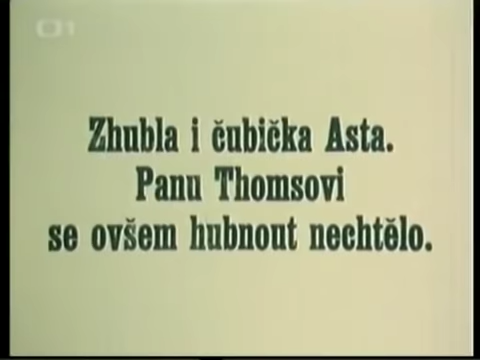 Zhubla i čubička Asta.
Panu Thomsovi
se ovšem hubnout nechtělo.